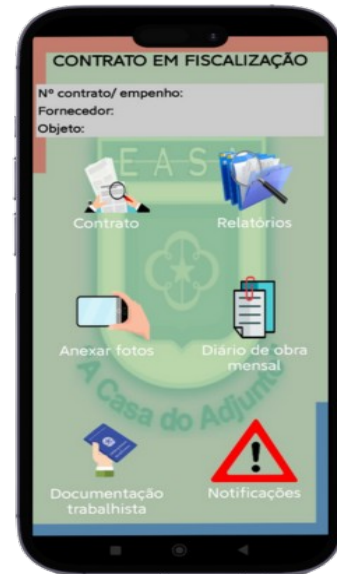 CONTRATO EM FISCALIZAÇÃO
Nº contrato/ empenho:
Fornecedor:
Objeto:
E A S
Contrato
Relatórios
Anexar fotos
Diário de obra
mensal
A Casa do Adjunto
Documentação
trabalhista
Notificações